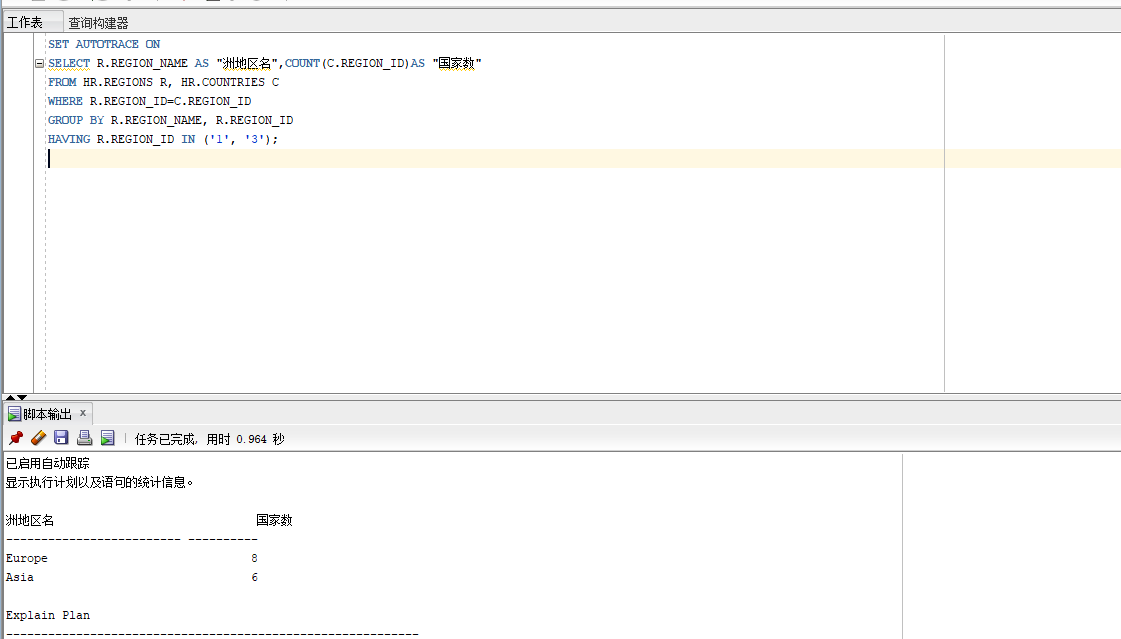 工作表 查询构建器
SET AUTOTRACE ON
SELECT R.REGION_NAME AS "洲地区名",COUNT(C.REGION_ID)AS "国家数"
FROM HR.REGIONS R, HR.COUNTRIES C
WHERE R.REGION_ID=C.REGION_ID
GROUP BY R.REGION_NAME, R.REGION_ID
HAVING R.REGION_ID IN ('1', '3');
脚本输出 x
任务已完成, 用时 0.964 秒
已启用自动跟踪
显示执行计划以及语句的统计信息。
洲地区名 国家数
------------------------- ----------
Europe 8
Asia 6
Explain Plan
-----------------------------------------------------------